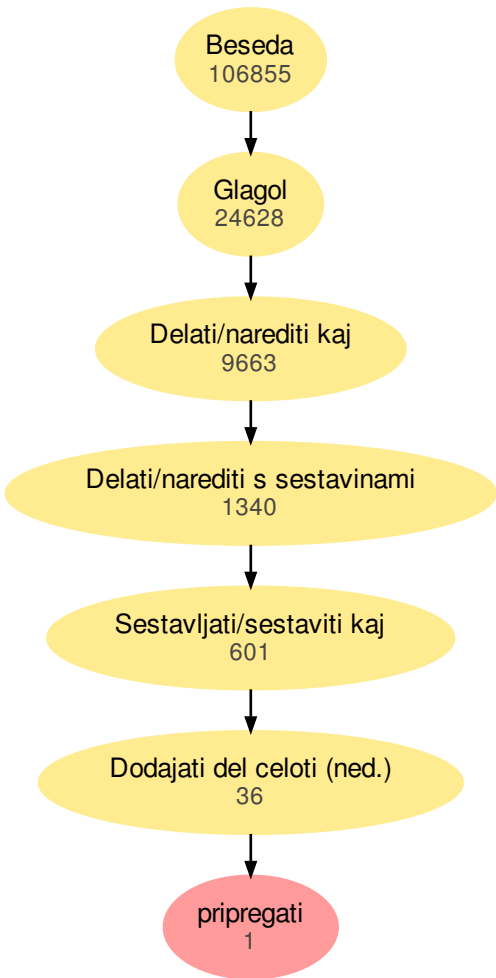 Beseda
106855
Glagol
24628
Delati/narediti kaj
9663
Delati/narediti s sestavinami
1340
Sestavljati/sestaviti kaj
601
Dodajati del celoti (ned.)
36
pripregati
1